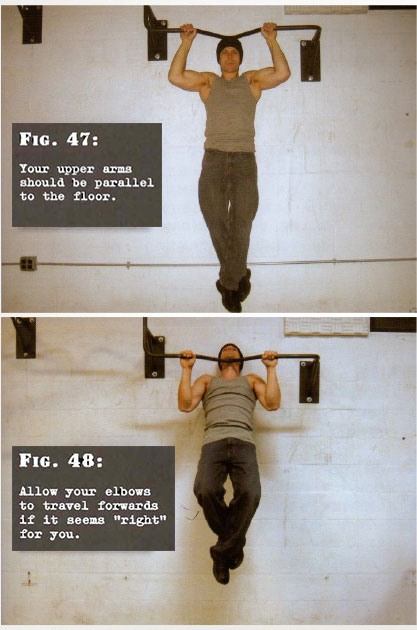 Fig. 47:
Your upper arms
should be parallel
to the floor.
Fig. 48:
Allow your elbows
to travel forwards
if it seems "right"
for you.